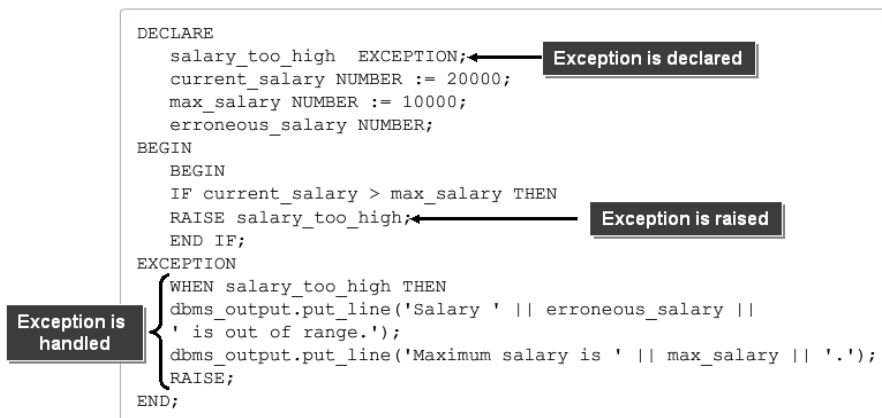 DECLARE
salary_too_high EXCEPTION;
Exception is declared
current_salary NUMBER := 20000;
max_salary NUMBER := 10000;
erroneous_salary NUMBER;
BEGIN
BEGIN
IF current_salary > max_salary THEN
RAISE salary_too_high;
Exception is raised
END IF;
EXCEPTION
WHEN salary_too_high THEN
dbms_output.put_line('Salary ' || erroneous_salary ||
' is out of range.');
dbms_output.put_line('Maximum salary is ' || max_salary || '.');
RAISE;
Exception is
handled
END;